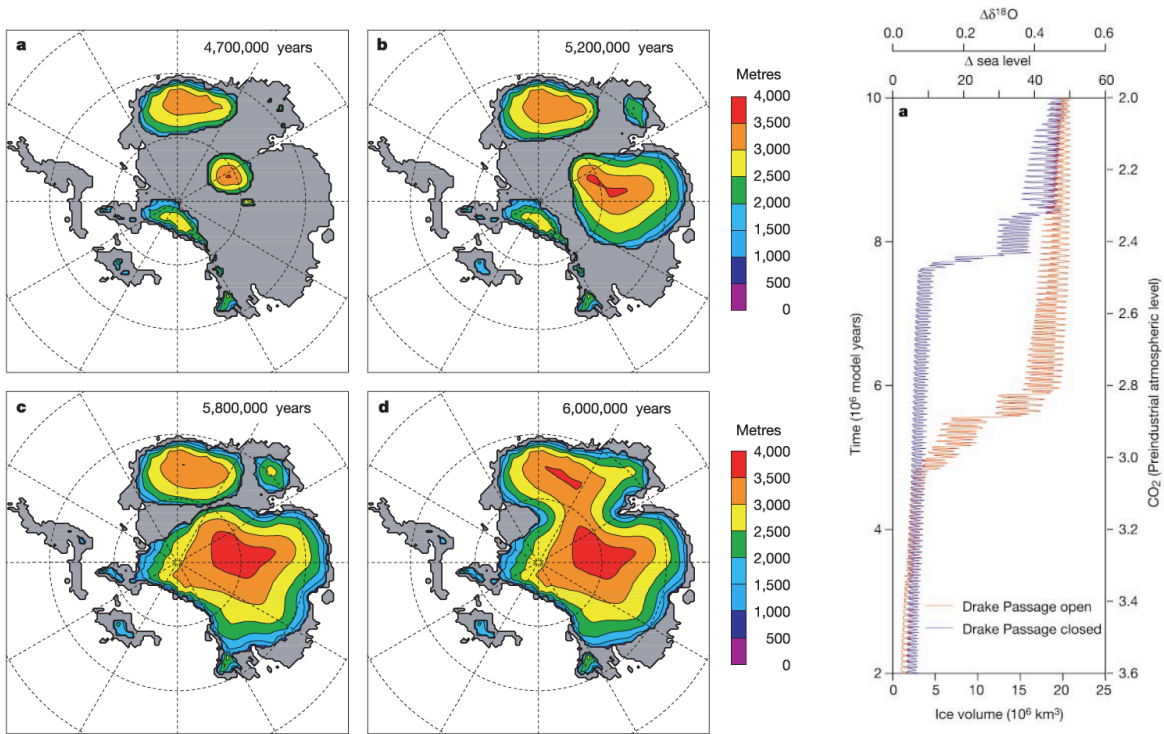 a 4,700,000 years
b 5,200,000 years
Metres
4,000
3,500
3,000
2,500
2,000
1,500
1,000
500
0
c 5,800,000 years
d 6,000,000 years
Metres
4,000
3,500
3,000
2,500
2,000
1,500
1,000
500
0
Δδ¹⁸O
0.0 0.2 0.4 0.6
Δ sea level
0 20 40 60
a
10
8
6
4
2
Time (10⁶ model years)
2.0
2.2
2.4
2.6
2.8
3.0
3.2
3.4
3.6
CO₂ (Preindustrial atmospheric level)
Drake Passage open
Drake Passage closed
0 5 10 15 20 25
Ice volume (10⁶ km³)